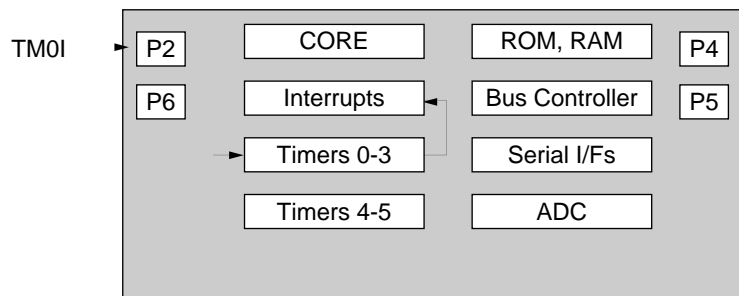 TM0I
P2
CORE
ROM, RAM
P4
P6
Interrupts
Bus Controller
P5
Timers 0-3
Serial I/Fs
Timers 4-5
ADC